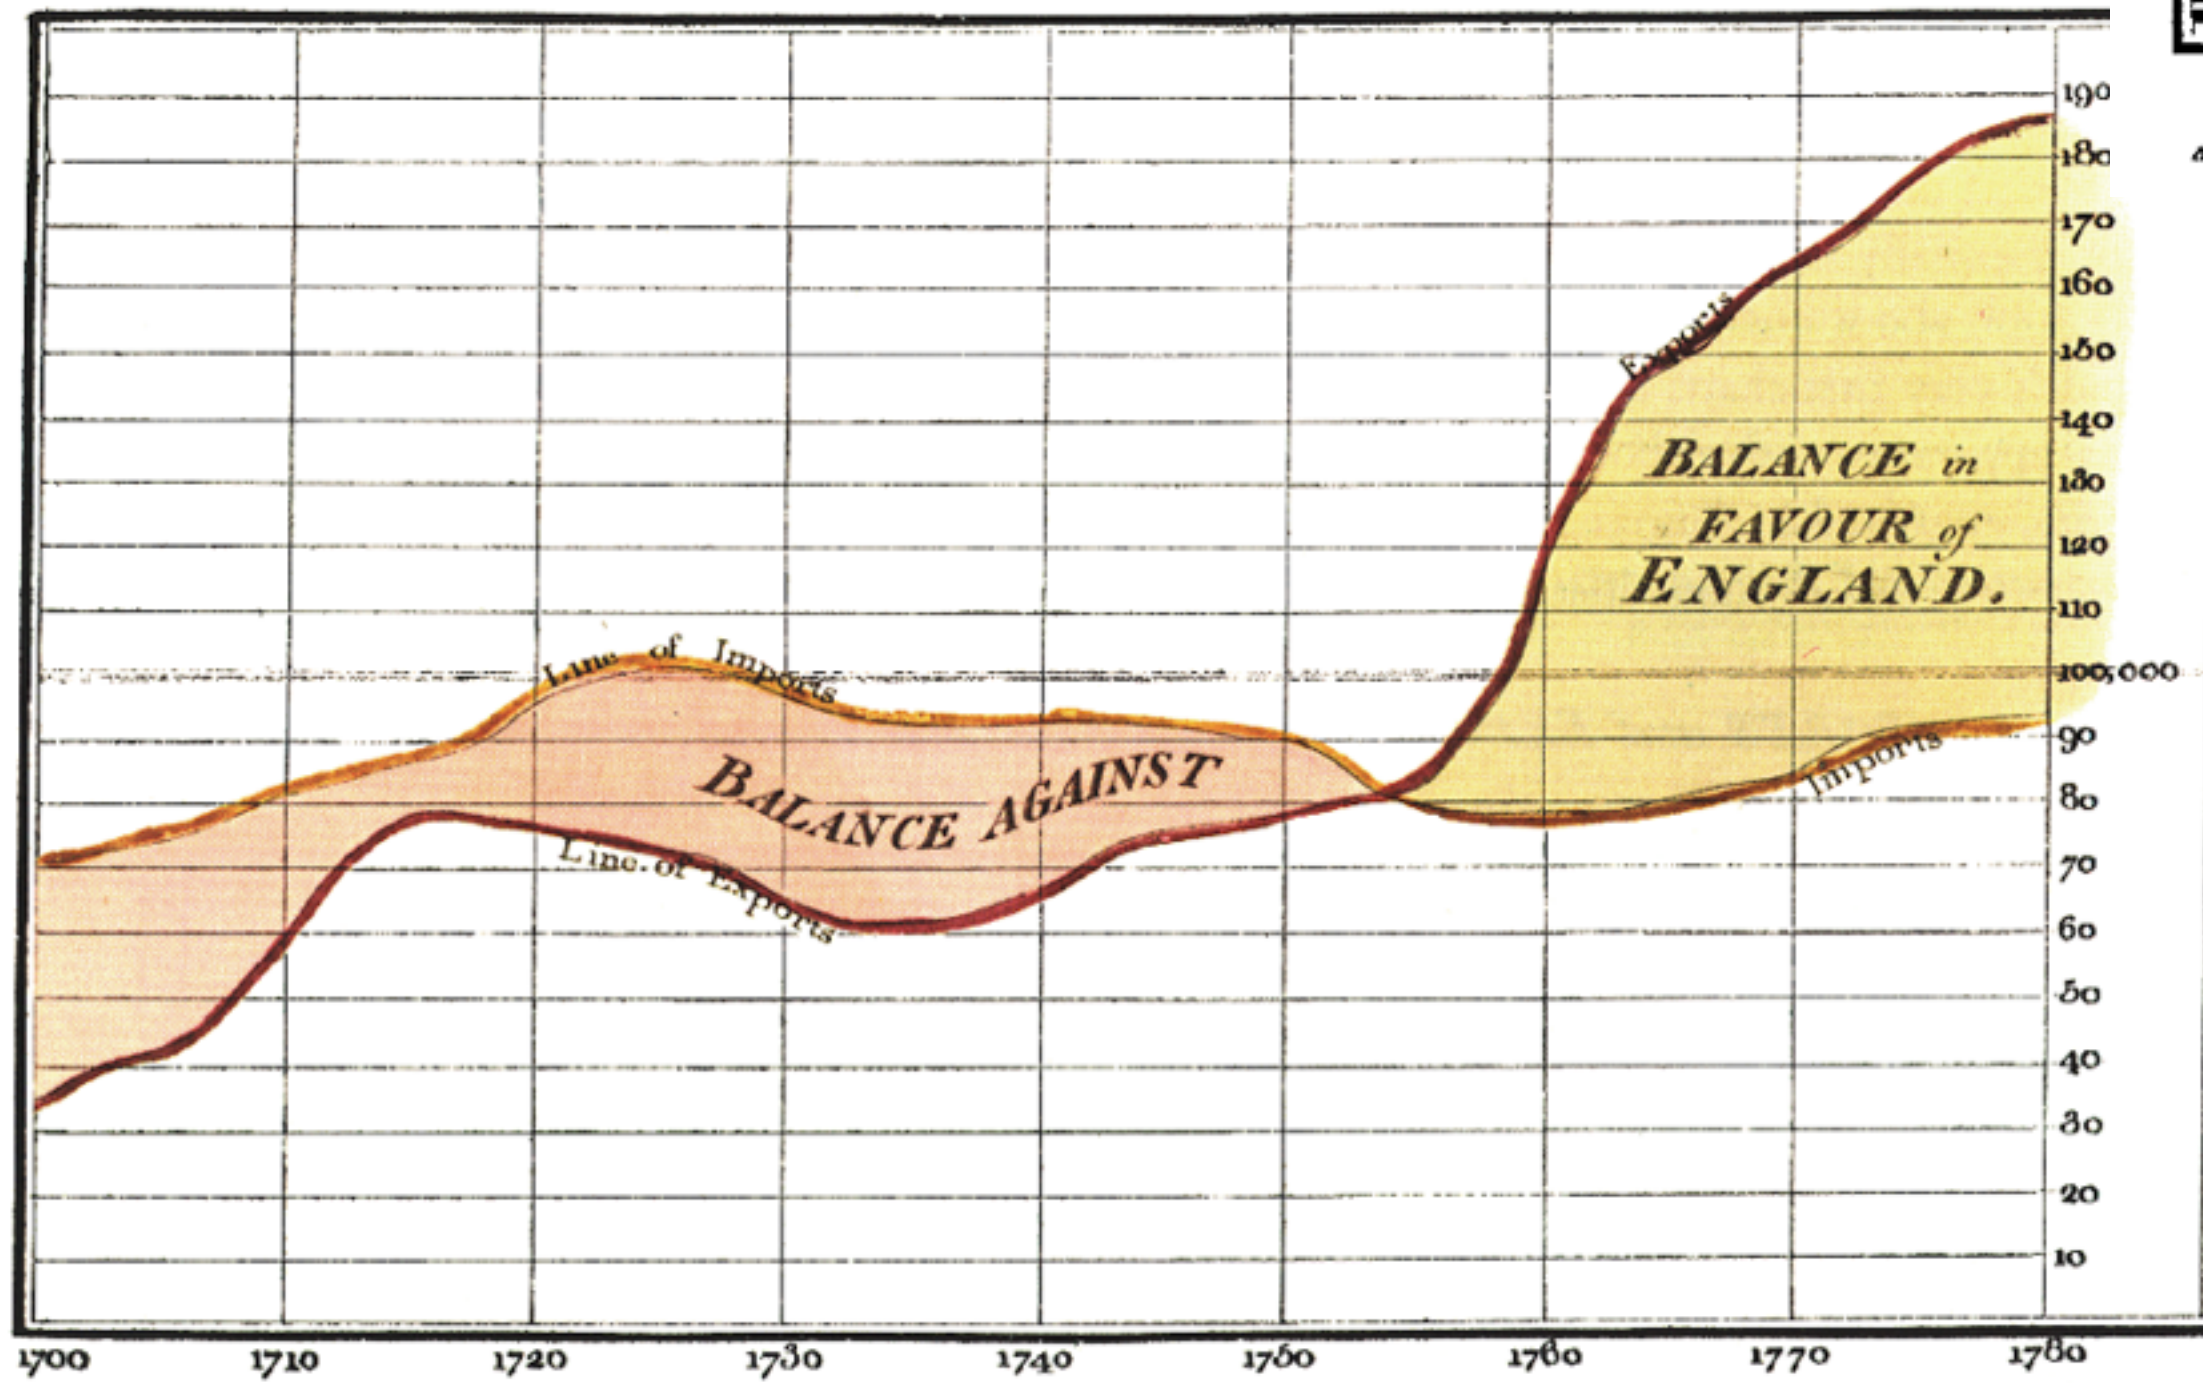 190
180
170
160
150
140
130
120
110
100,000
90
80
70
60
50
40
30
20
10
Exports
BALANCE in
FAVOUR of
ENGLAND.
Line of Imports
BALANCE AGAINST
Imports
Line of Exports
1700 1710 1720 1730 1740 1750 1760 1770 1780